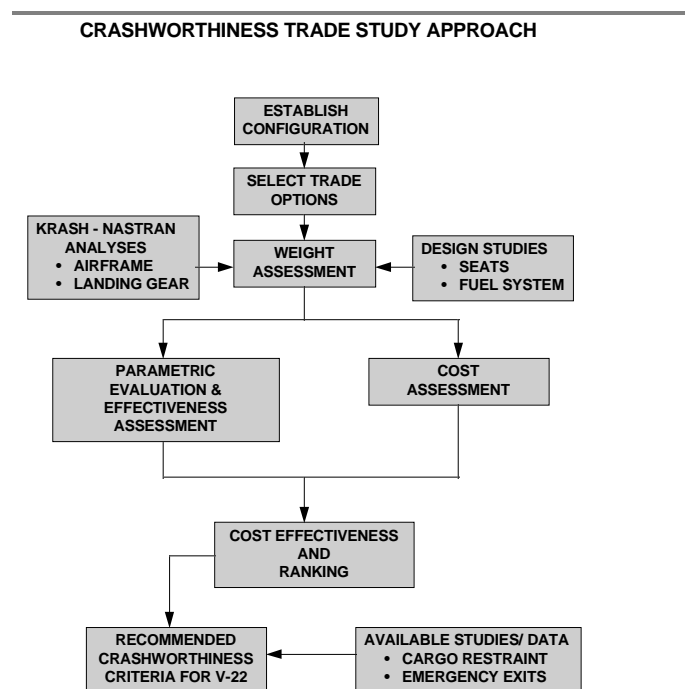 CRASHWORTHINESS TRADE STUDY APPROACH
ESTABLISH
CONFIGURATION
SELECT TRADE
OPTIONS
KRASH - NASTRAN
ANALYSES
• AIRFRAME
• LANDING GEAR
WEIGHT
ASSESSMENT
DESIGN STUDIES
• SEATS
• FUEL SYSTEM
PARAMETRIC
EVALUATION &
EFFECTIVENESS
ASSESSMENT
COST
ASSESSMENT
COST EFFECTIVENESS
AND
RANKING
RECOMMENDED
CRASHWORTHINESS
CRITERIA FOR V-22
AVAILABLE STUDIES/ DATA
• CARGO RESTRAINT
• EMERGENCY EXITS